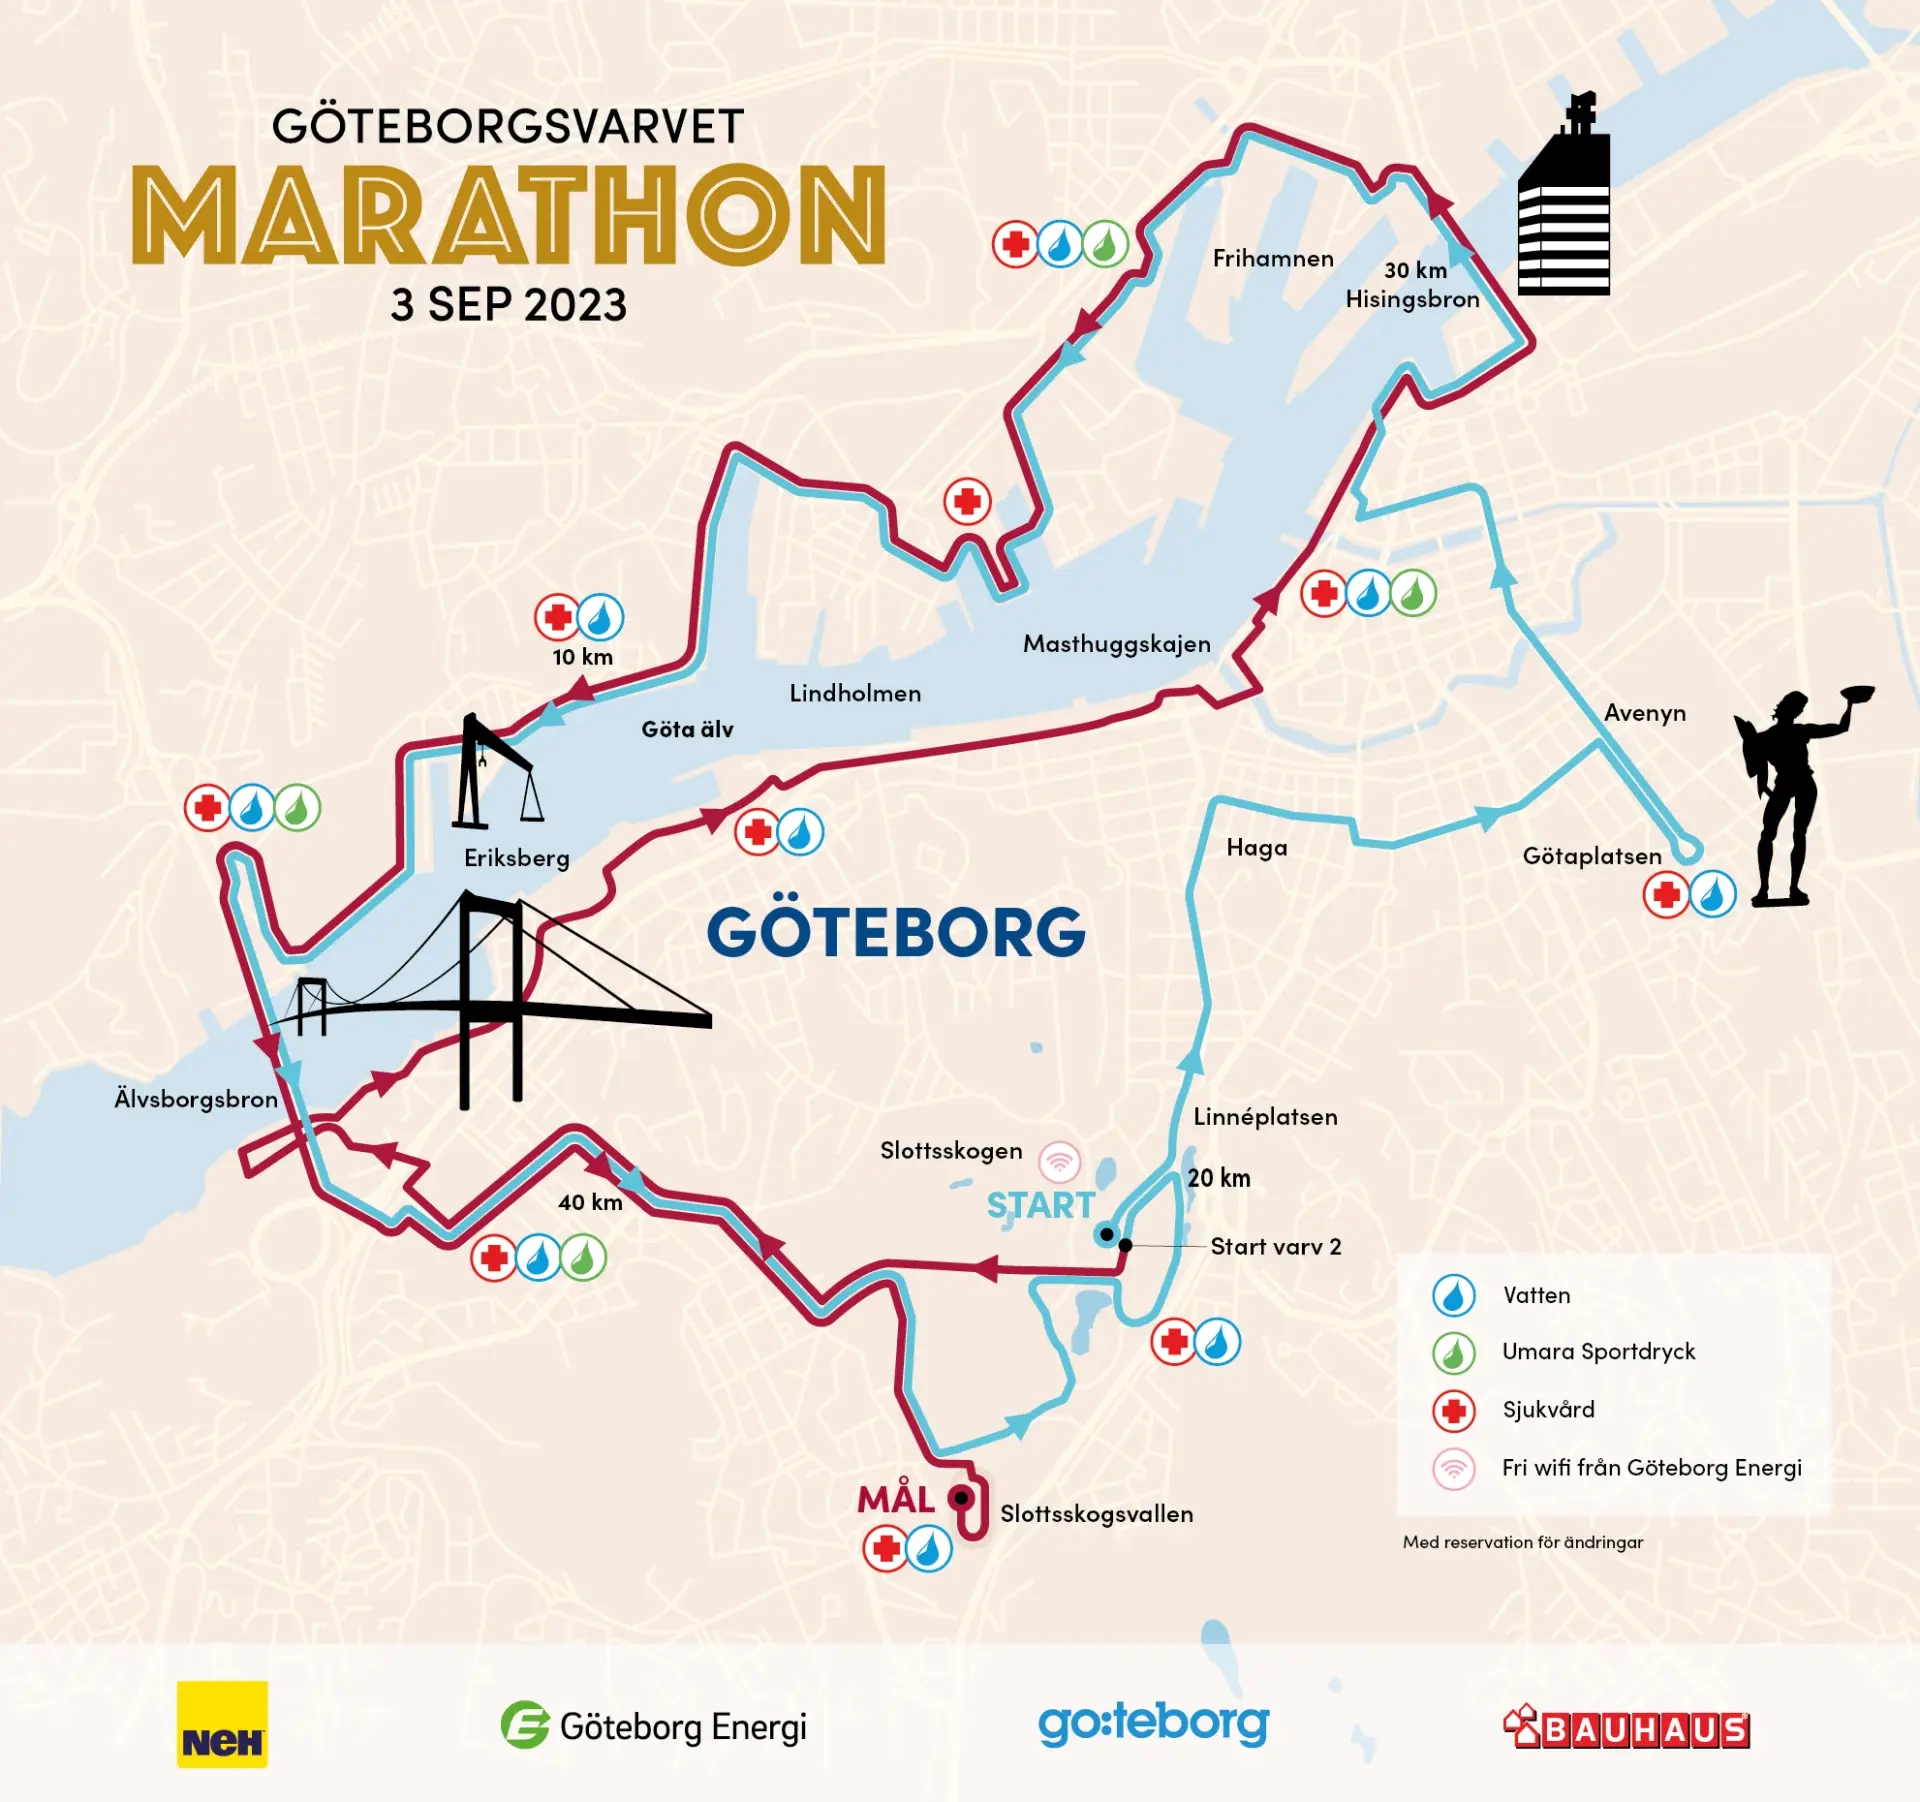 GÖTEBORGSVARVET
MARATHON
3 SEP 2023
Frihamnen
30 km
Hisingsbron
10 km
Masthuggskajen
Lindholmen
Göta älv
Avenyn
Eriksberg
Haga
Götaplatsen
GÖTEBORG
Älvsborgsbron
Linnéplatsen
Slottsskogen
20 km
START
40 km
Start varv 2
Vatten
Umara Sportdryck
Sjukvård
Fri wifi från Göteborg Energi
MÅL
Slottsskogsvallen
Med reservation för ändringar
NEH
Göteborg Energi
go:teborg
BAUHAUS